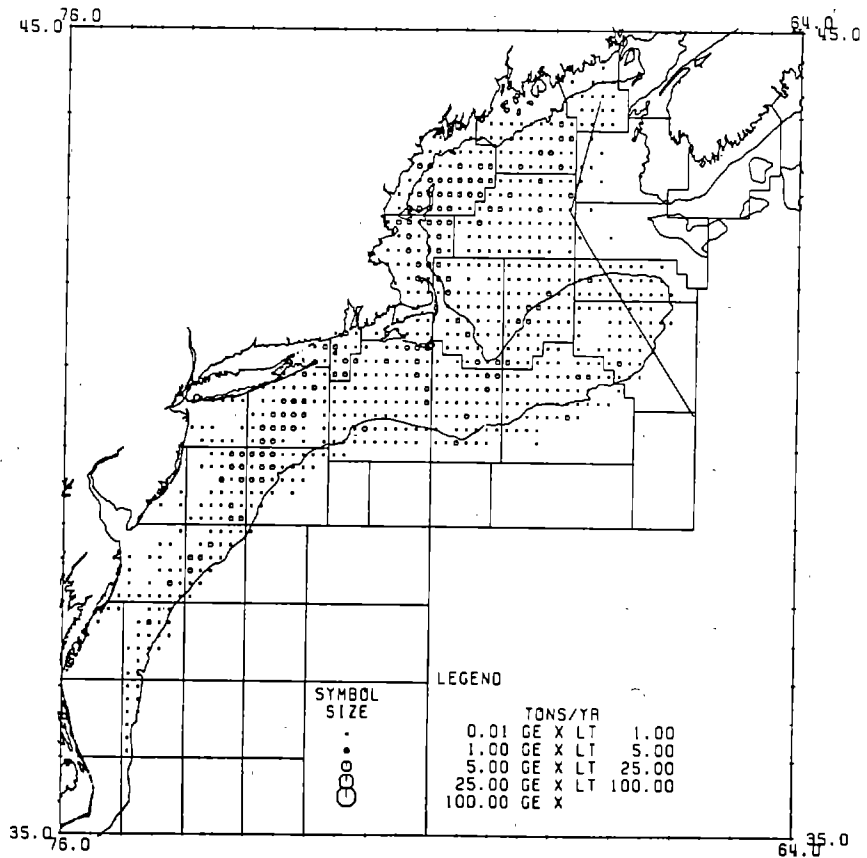 76.0
64.0
45.0
45.0
LEGEND
SYMBOL
SIZE
TONS/YR
0.01 GE X LT 1.00
1.00 GE X LT 5.00
5.00 GE X LT 25.00
25.00 GE X LT 100.00
100.00 GE X
35.0
35.0
76.0
64.0